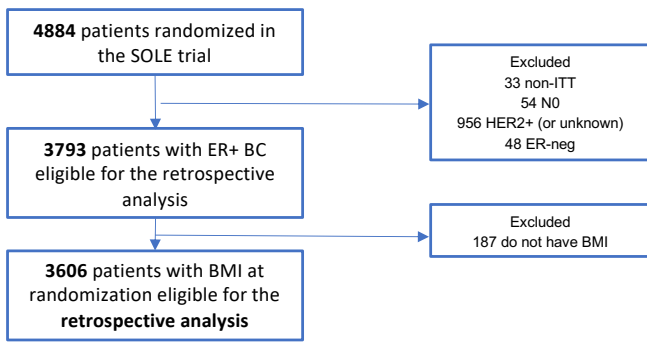 4884 patients randomized in
the SOLE trial
Excluded
33 non-ITT
54 N0
956 HER2+ (or unknown)
48 ER-neg
3793 patients with ER+ BC
eligible for the retrospective
analysis
Excluded
187 do not have BMI
3606 patients with BMI at
randomization eligible for the
retrospective analysis